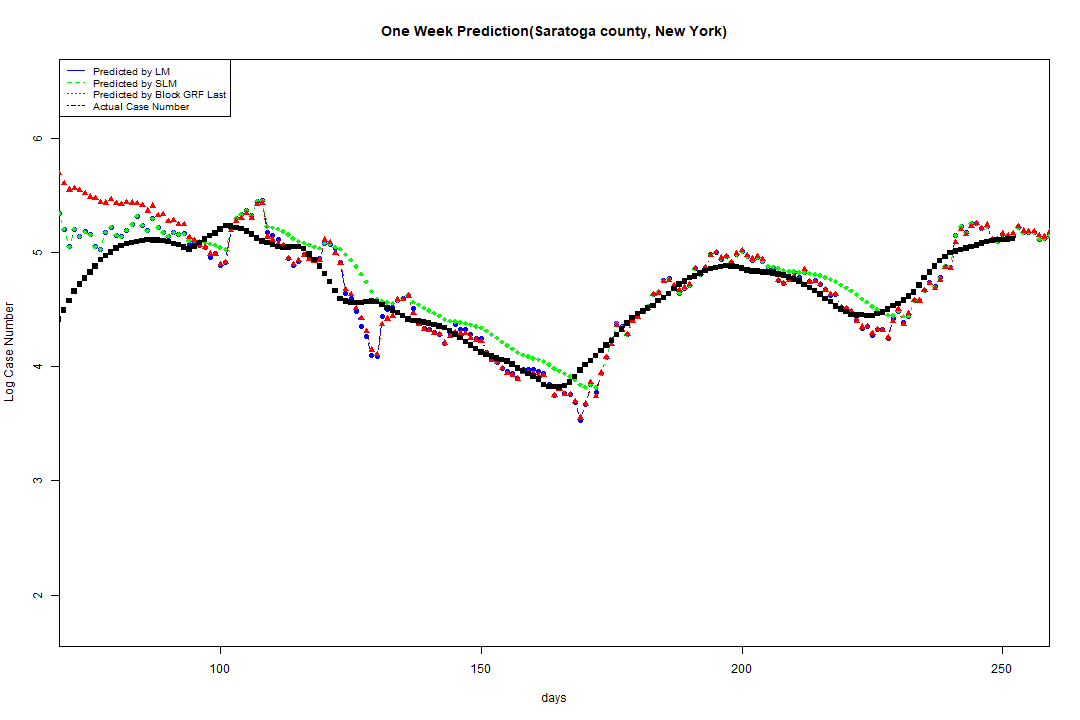 One Week Prediction(Saratoga county, New York)
Predicted by LM
Predicted by SLM
Predicted by Block GRF Last
Actual Case Number
6
5
4
3
2
Log Case Number
100 150 200 250
days